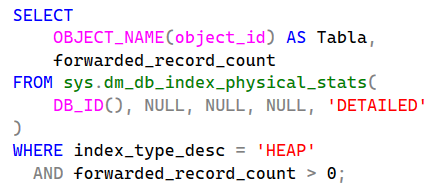 SELECT
    OBJECT_NAME(object_id) AS Tabla,
    forwarded_record_count
FROM sys.dm_db_index_physical_stats(
    DB_ID(), NULL, NULL, NULL, 'DETAILED'
)
WHERE index_type_desc = 'HEAP'
  AND forwarded_record_count > 0;